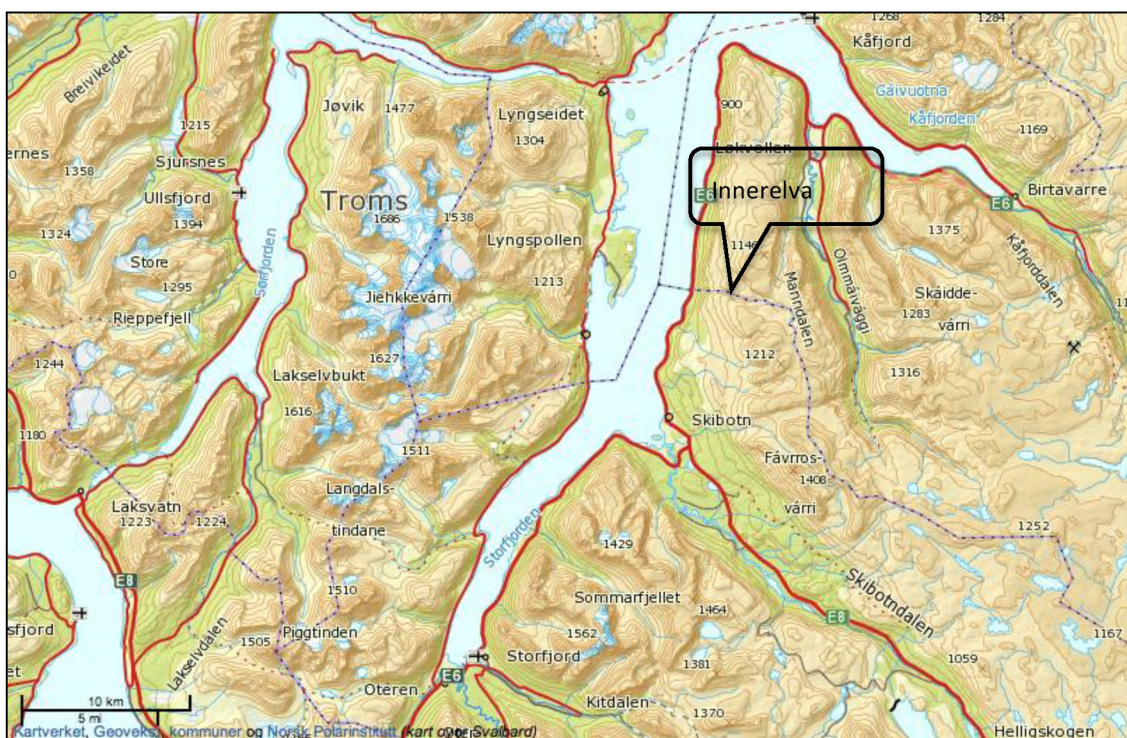 1268
1284
Kåfjord
Breivikeidet
Jøvik
1477
Lyngseidet
900
Gáivuotna
Kåfjorden
1215
1304
1169
ernes
Sjursnes
Løkvollen
1358
Ullsfjord
Troms
E6
Innerelva
Birtavarre
1394
1686
1538
E6
1324
Lyngspollen
1146
1375
Store
Sørfjorden
1213
Manndalen
Olmmáivággi
Kåfjorddalen
1295
Jiehkkevárri
Skáidde-
Rieppefjell
1283
várri
1244
1627
1212
Lakselvbukt
1316
1616
Skibotn
1180
1511
Fávrros-
Langdals-
1408
Laksvatn
várri
1223
1224
tindane
Storfjorden
1252
1429
E8
1510
Sommarfjellet
Skibotndalen
sfjord
1464
E8
1505
Piggtinden
1562
1167
Lakselvdalen
Storfjord
1381
1059
et
Oteren
E6
Kitdalen
10 km
1370
5 mi
Helligskogen
Kartverket, Geovekst, kommuner og Norsk Polarinstitutt (kart over Svalbard)